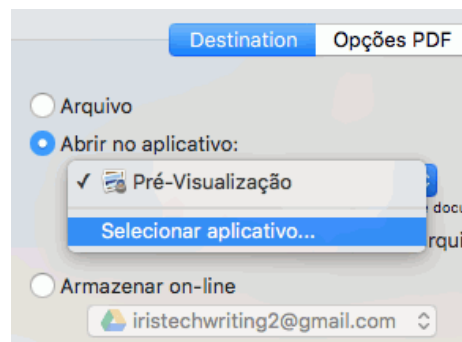 Destination Opções PDF
Arquivo
Abrir no aplicativo:
✓ Pré-Visualização
Selecionar aplicativo...
Armazenar on-line
iristechwriting2@gmail.com